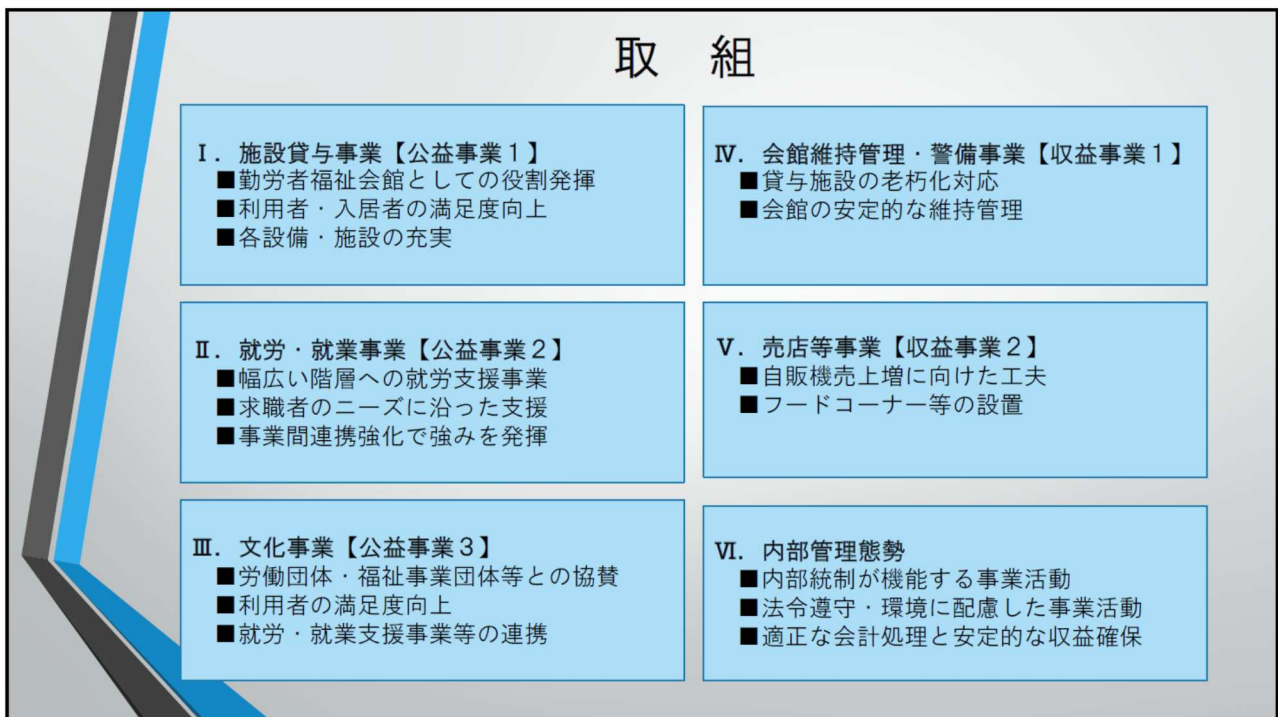 取 組
Ⅰ．施設貸与事業【公益事業１】
■勤労者福祉会館としての役割発揮
■利用者・入居者の満足度向上
■各設備・施設の充実
Ⅱ．就労・就業事業【公益事業２】
■幅広い階層への就労支援事業
■求職者のニーズに沿った支援
■事業間連携強化で強みを発揮
Ⅲ．文化事業【公益事業３】
■労働団体・福祉事業団体等との協賛
■利用者の満足度向上
■就労・就業支援事業等の連携
Ⅳ．会館維持管理・警備事業【収益事業１】
■貸与施設の老朽化対応
■会館の安定的な維持管理
Ⅴ．売店等事業【収益事業２】
■自販機売上増に向けた工夫
■フードコーナー等の設置
Ⅵ．内部管理態勢
■内部統制が機能する事業活動
■法令遵守・環境に配慮した事業活動
■適正な会計処理と安定的な収益確保